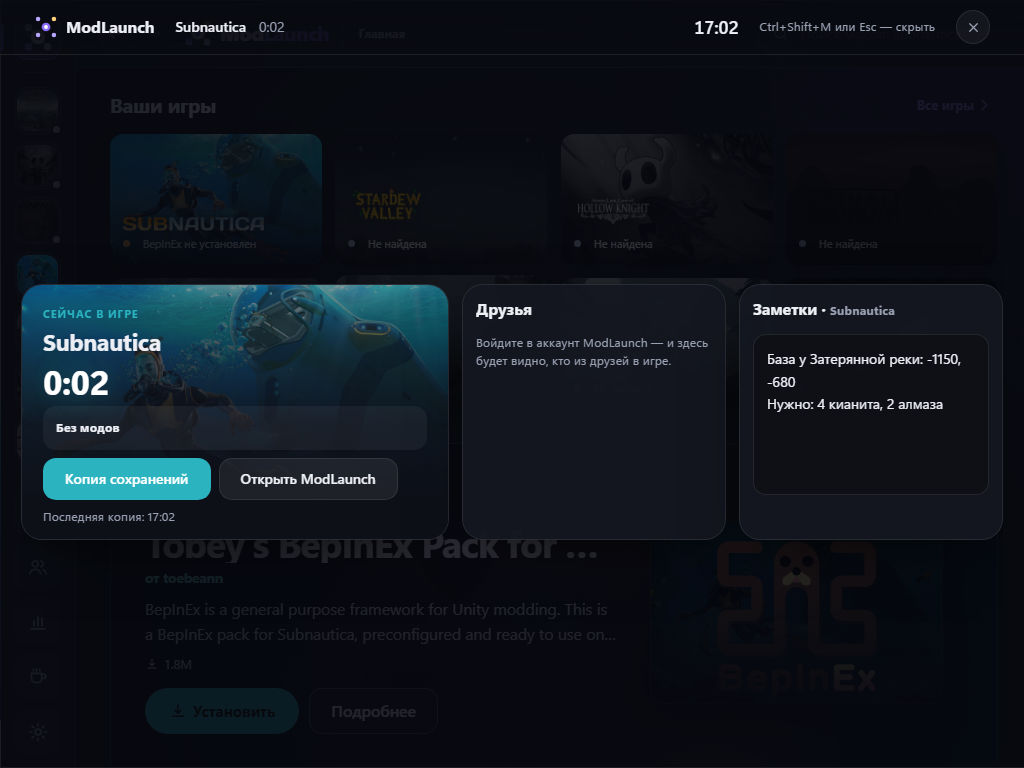 ModLaunch Subnautica 0:02 17:02 Ctrl+Shift+M или Esc — скрыть
ModLaunch Главная
Ваши игры Все игры
SUBNAUTICA
BepInEx не установлен
STARDEW
VALLEY
Не найдена
HOLLOW KNIGHT
Не найдена
Не найдена
СЕЙЧАС В ИГРЕ
Subnautica
0:02
Без модов
Копия сохранений
Открыть ModLaunch
Последняя копия: 17:02
Друзья
Войдите в аккаунт ModLaunch — и здесь
будет видно, кто из друзей в игре.
Заметки • Subnautica
База у Затерянной реки: -1150,
-680
Нужно: 4 кианита, 2 алмаза
Tobey's BepInEx Pack for ...
от toebeann
BepInEx is a general purpose framework for Unity modding. This is
a BepInEx pack for Subnautica, preconfigured and ready to use on...
1.8M
Установить
Подробнее
BepInEx